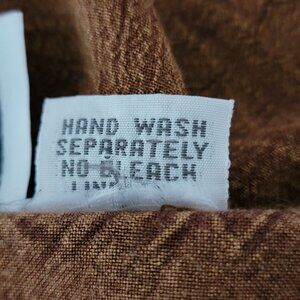 HAND WASH
SEPARATELY
NO BLEACH